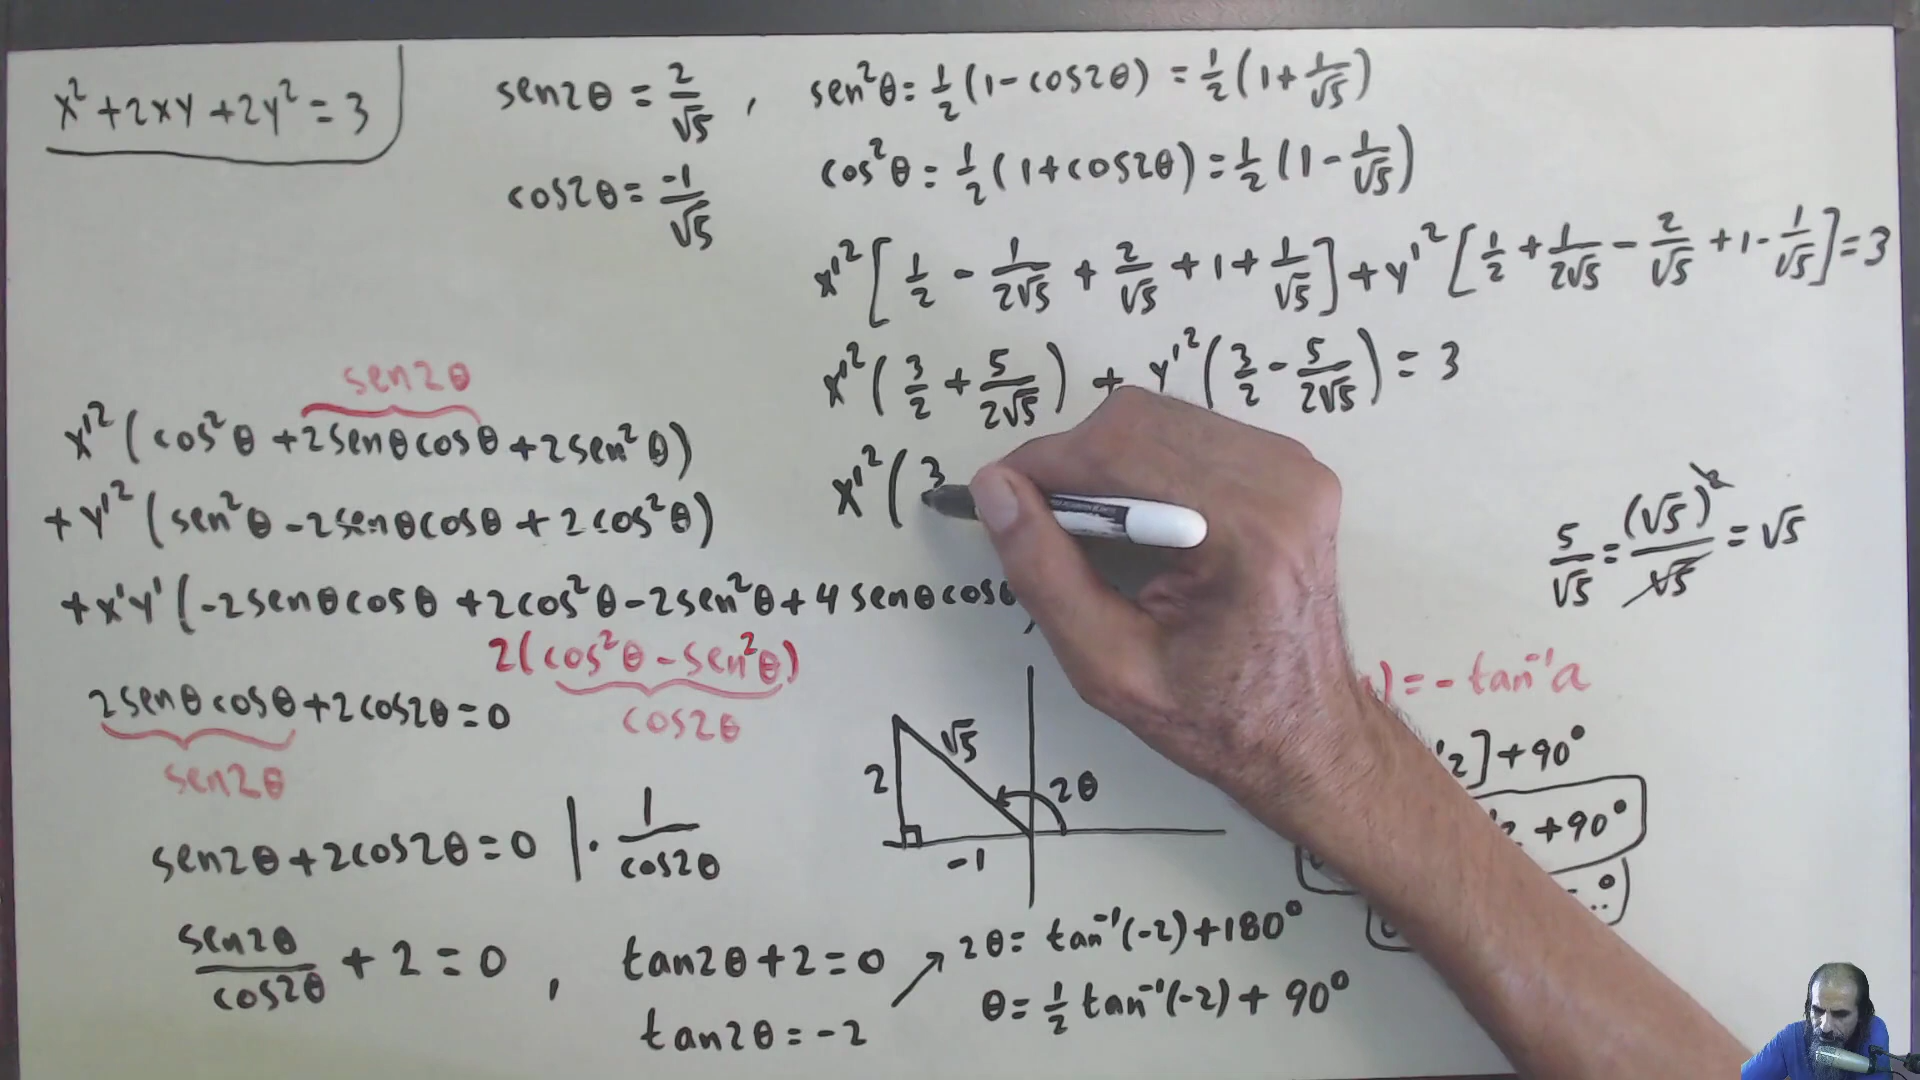 x² + 2xy + 2y² = 3
sen2θ = 2/√5 ,
cos2θ = -1/√5
sen²θ = 1/2 (1 - cos2θ) = 1/2 (1 + 1/√5)
cos²θ = 1/2 (1 + cos2θ) = 1/2 (1 - 1/√5)
x'² [1/2 - 1/2√5 + 2/√5 + 1 + 1/√5] + y'² [1/2 + 1/2√5 - 2/√5 + 1 - 1/√5] = 3
x'² (3/2 + 5/2√5) + y'² (3/2 - 5/2√5) = 3
x'² (3
5/√5 = (√5)²/√5 = √5
sen2θ
x'² (cos²θ + 2senθcosθ + 2sen²θ)
+ y'² (sen²θ - 2senθcosθ + 2cos²θ)
+ x'y' (-2senθcosθ + 2cos²θ - 2sen²θ + 4senθcosθ
2(cos²θ - sen²θ)
cos2θ
2senθcosθ + 2cos2θ = 0
sen2θ
sen2θ + 2cos2θ = 0 | · 1/cos2θ
sen2θ/cos2θ + 2 = 0 ,
tan2θ + 2 = 0
tan2θ = -2
2
√5
2θ
-1
2θ = tan⁻¹(-2) + 180°
θ = 1/2 tan⁻¹(-2) + 90°
) = -tan⁻¹a
2] + 90°
+ 90°